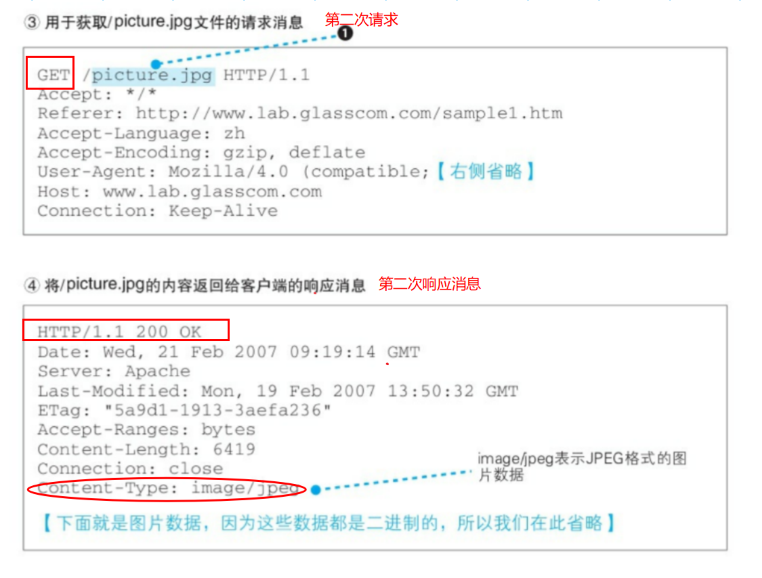 ③ 用于获取/picture.jpg文件的请求消息 第二次请求
❶
GET /picture.jpg HTTP/1.1
Accept: */*
Referer: http://www.lab.glasscom.com/sample1.htm
Accept-Language: zh
Accept-Encoding: gzip, deflate
User-Agent: Mozilla/4.0 (compatible;【右侧省略】
Host: www.lab.glasscom.com
Connection: Keep-Alive
④ 将/picture.jpg的内容返回给客户端的响应消息 第二次响应消息
HTTP/1.1 200 OK
Date: Wed, 21 Feb 2007 09:19:14 GMT
Server: Apache
Last-Modified: Mon, 19 Feb 2007 13:50:32 GMT
ETag: "5a9d1-1913-3aefa236"
Accept-Ranges: bytes
Content-Length: 6419
Connection: close
Content-Type: image/jpeg
image/jpeg表示JPEG格式的图
片数据
【下面就是图片数据，因为这些数据都是二进制的，所以我们在此省略】